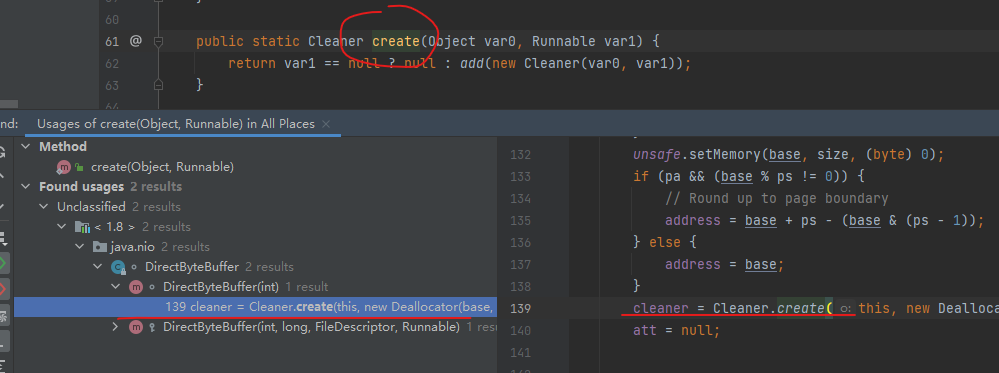 60
61 @ public static Cleaner create(Object var0, Runnable var1) {
62 return var1 == null ? null : add(new Cleaner(var0, var1));
63 }
nd: Usages of create(Object, Runnable) in All Places ×
Method
m create(Object, Runnable)
Found usages 2 results
Unclassified 2 results
< 1.8 > 2 results
java.nio 2 results
DirectByteBuffer 2 results
m DirectByteBuffer(int) 1 result
139 cleaner = Cleaner.create(this, new Deallocator(base,
m DirectByteBuffer(int, long, FileDescriptor, Runnable) 1 resu
132 unsafe.setMemory(base, size, (byte) 0);
133 if (pa && (base % ps != 0)) {
134 // Round up to page boundary
135 address = base + ps - (base & (ps - 1));
136 } else {
137 address = base;
138 }
139 cleaner = Cleaner.create( o: this, new Dealloca
140 att = null;
141